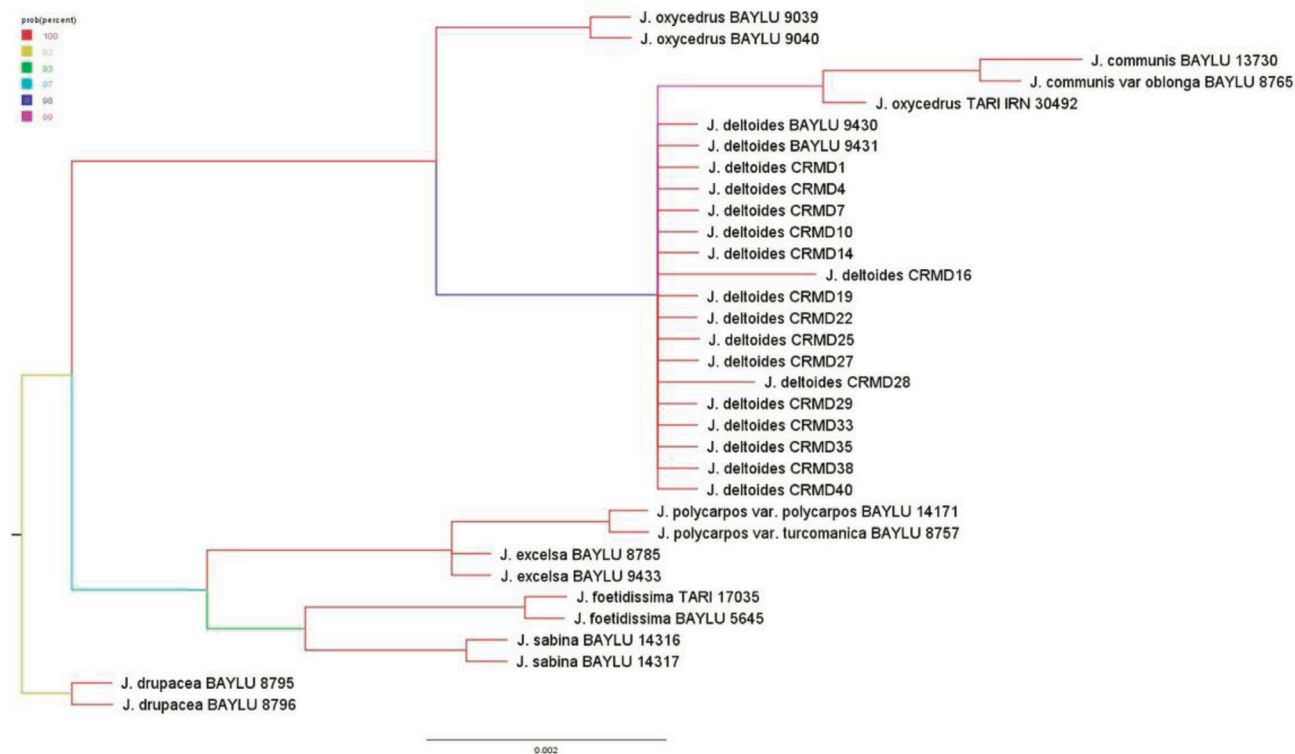 prob(percent)
100
92
93
97
98
99
J. oxycedrus BAYLU 9039
J. oxycedrus BAYLU 9040
J. communis BAYLU 13730
J. communis var oblonga BAYLU 8765
J. oxycedrus TARI IRN 30492
J. deltoides BAYLU 9430
J. deltoides BAYLU 9431
J. deltoides CRMD1
J. deltoides CRMD4
J. deltoides CRMD7
J. deltoides CRMD10
J. deltoides CRMD14
J. deltoides CRMD16
J. deltoides CRMD19
J. deltoides CRMD22
J. deltoides CRMD25
J. deltoides CRMD27
J. deltoides CRMD28
J. deltoides CRMD29
J. deltoides CRMD33
J. deltoides CRMD35
J. deltoides CRMD38
J. deltoides CRMD40
J. polycarpos var. polycarpos BAYLU 14171
J. polycarpos var. turcomanica BAYLU 8757
J. excelsa BAYLU 8785
J. excelsa BAYLU 9433
J. foetidissima TARI 17035
J. foetidissima BAYLU 5645
J. sabina BAYLU 14316
J. sabina BAYLU 14317
J. drupacea BAYLU 8795
J. drupacea BAYLU 8796
0.002